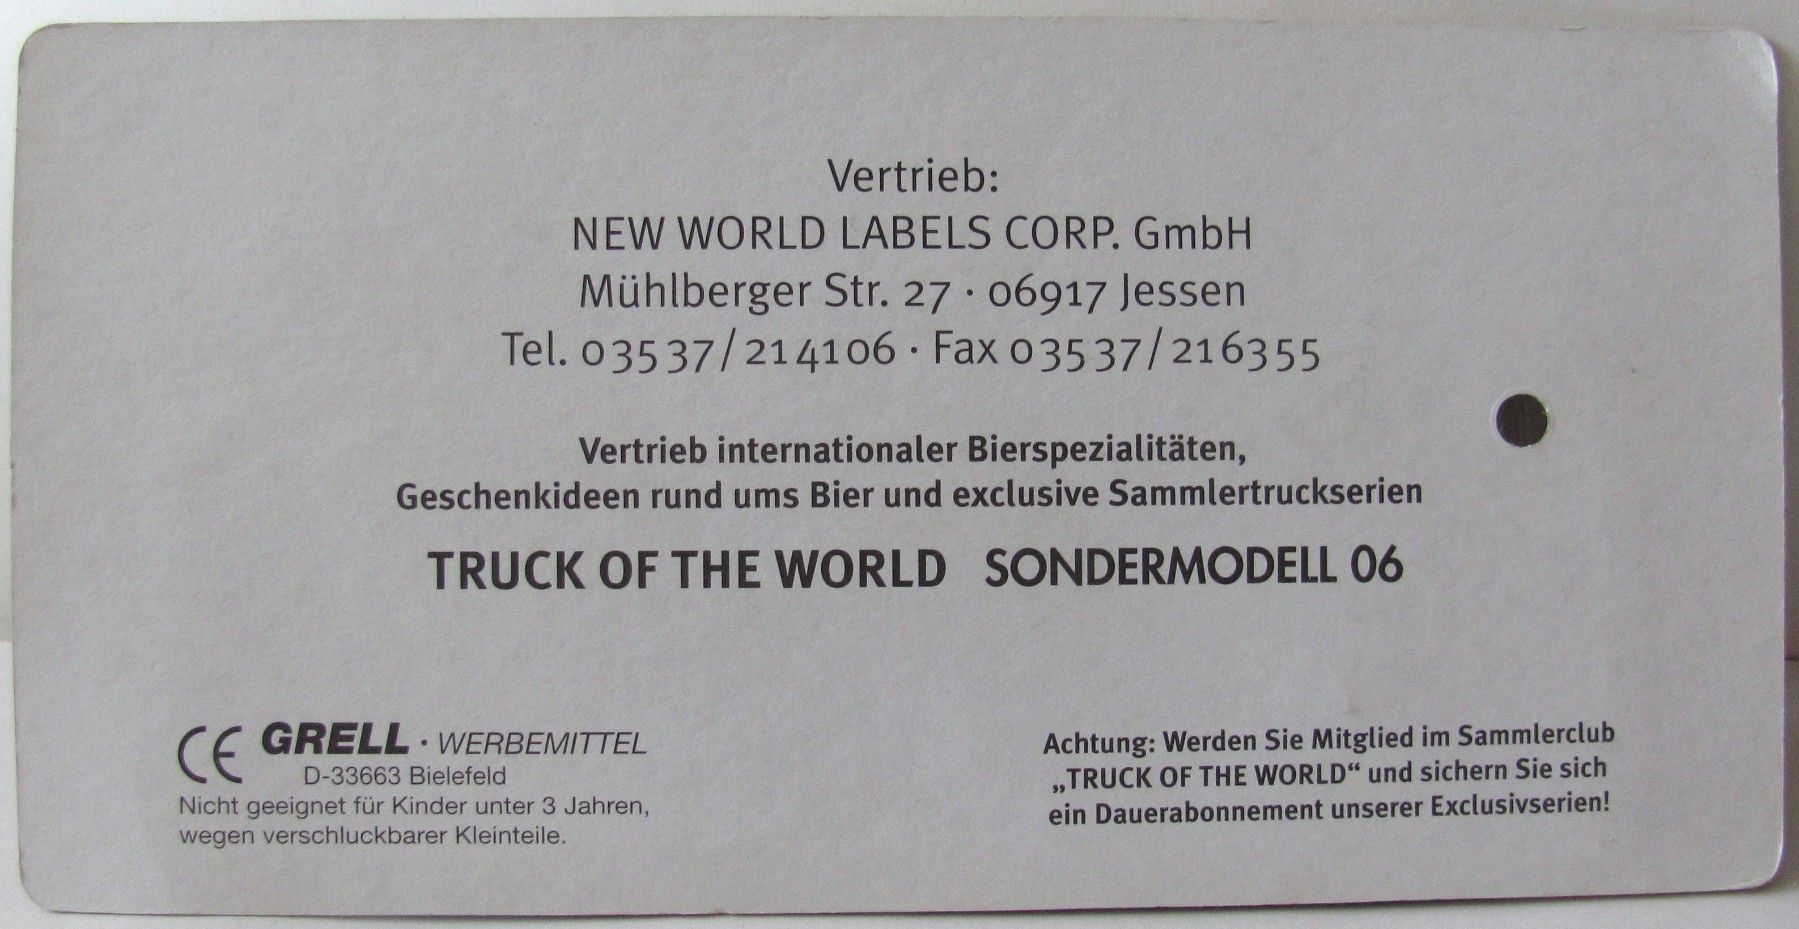 Vertrieb:
NEW WORLD LABELS CORP. GmbH
Mühlberger Str. 27 · 06917 Jessen
Tel. 03537/214106 · Fax 03537/216355
Vertrieb internationaler Bierspezialitäten,
Geschenkideen rund ums Bier und exclusive Sammlertruckserien
TRUCK OF THE WORLD SONDERMODELL 06
CE GRELL · WERBEMITTEL
D-33663 Bielefeld
Nicht geeignet für Kinder unter 3 Jahren,
wegen verschluckbarer Kleinteile.
Achtung: Werden Sie Mitglied im Sammlerclub
„TRUCK OF THE WORLD“ und sichern Sie sich
ein Dauerabonnement unserer Exclusivserien!